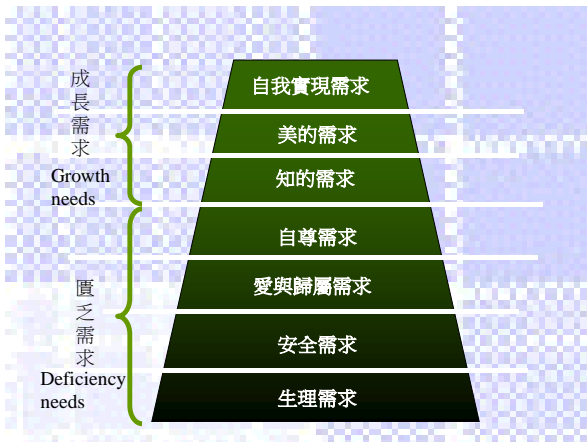 成
長
需
求
Growth
needs
匱
乏
需
求
Deficiency
needs
自我實現需求
美的需求
知的需求
自尊需求
愛與歸屬需求
安全需求
生理需求